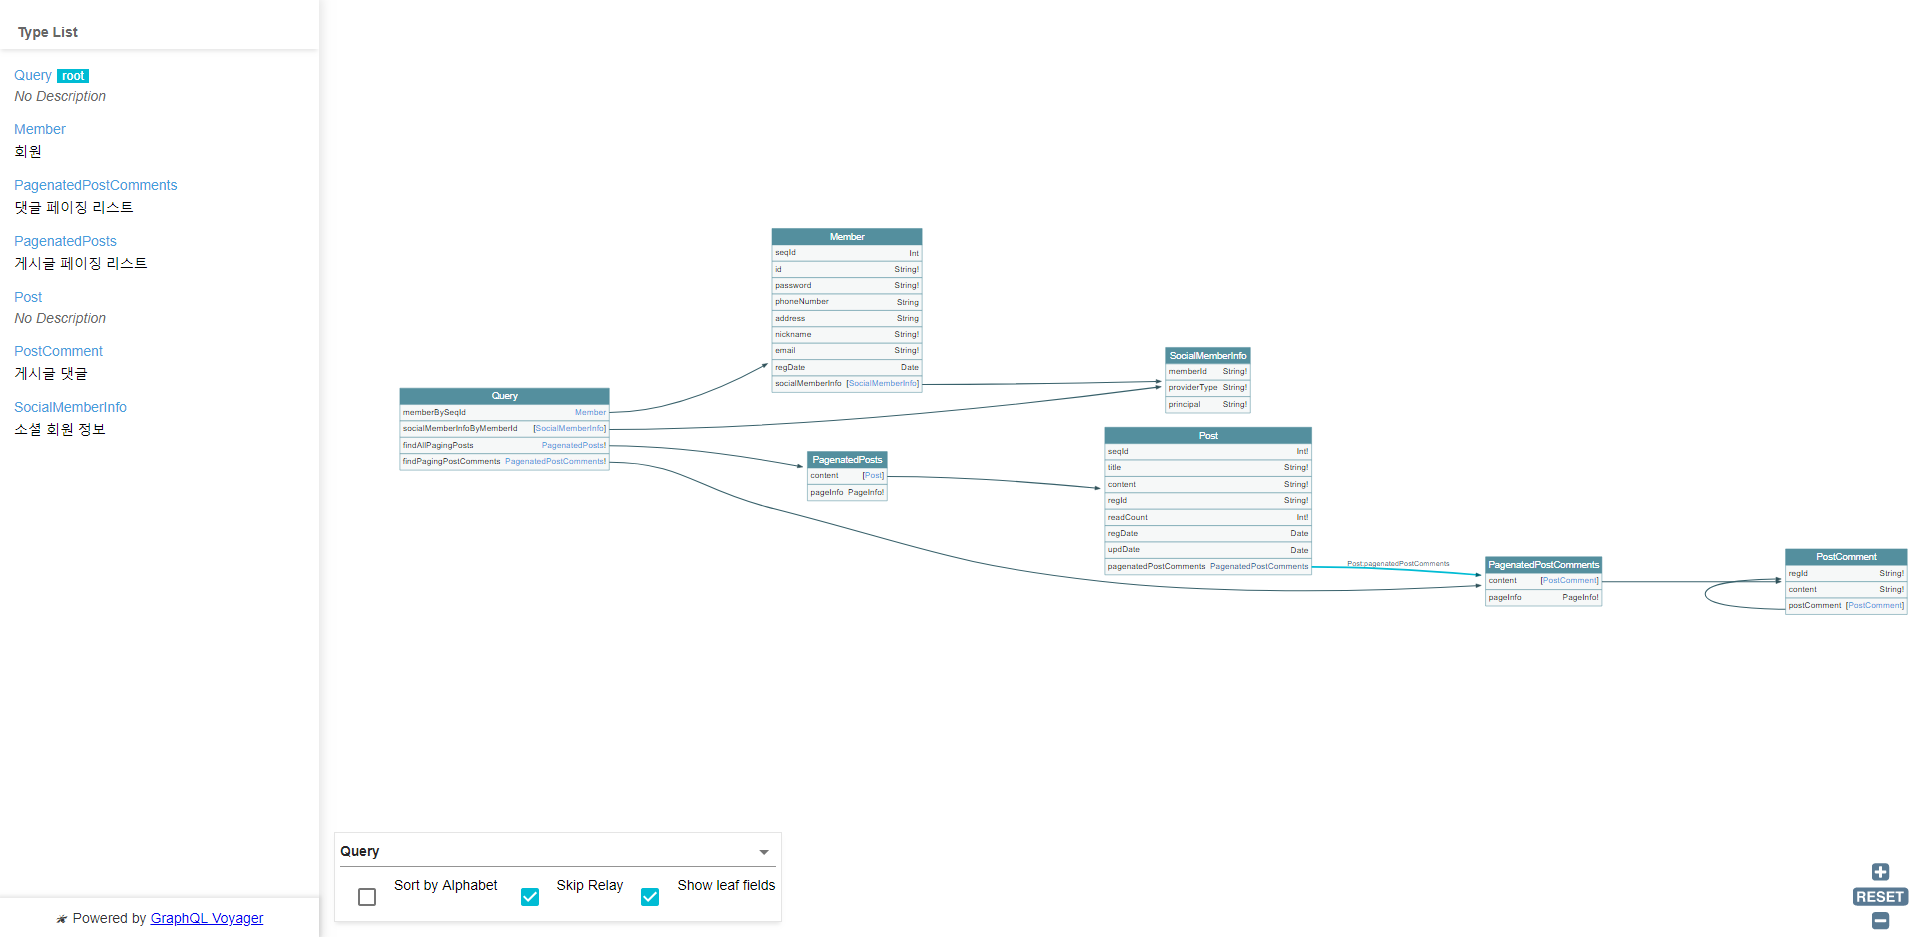 Type List
Query root
No Description
Member
회원
PagenatedPostComments
댓글 페이징 리스트
PagenatedPosts
게시글 페이징 리스트
Post
No Description
PostComment
게시글 댓글
SocialMemberInfo
소셜 회원 정보
Powered by GraphQL Voyager
Query
memberBySeqId Member
socialMemberInfoByMemberId [SocialMemberInfo]
findAllPagingPosts PagenatedPosts!
findPagingPostComments PagenatedPostComments!
Member
seqId Int
id String!
password String!
phoneNumber String
address String
nickname String!
email String!
regDate Date
socialMemberInfo [SocialMemberInfo]
SocialMemberInfo
memberId String!
providerType String!
principal String!
PagenatedPosts
content [Post]
pageInfo PageInfo!
Post
seqId Int!
title String!
content String!
regId String!
readCount Int!
regDate Date
updDate Date
pagenatedPostComments PagenatedPostComments
Post:pagenatedPostComments
PagenatedPostComments
content [PostComment]
pageInfo PageInfo!
PostComment
regId String!
content String!
postComment [PostComment]
Query
Sort by Alphabet Skip Relay Show leaf fields
RESET